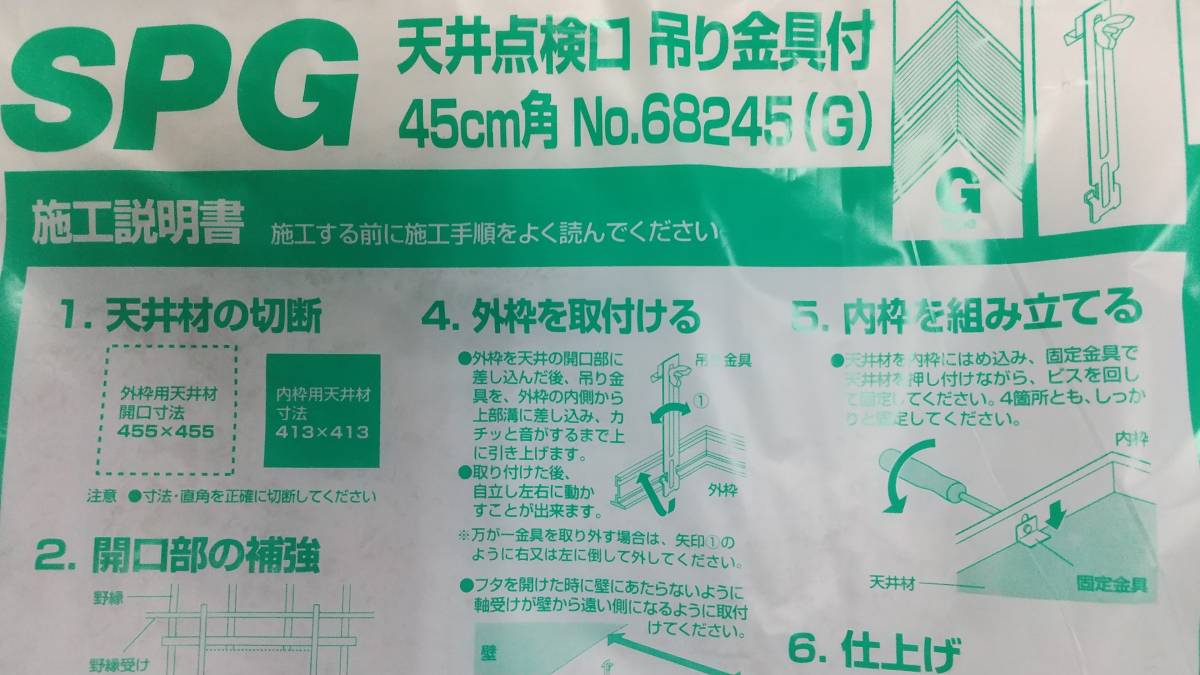 SPG
天井点検口 吊り金具付
45cm角 No.68245(G)
G
施工説明書 施工する前に施工手順をよく読んでください
1. 天井材の切断
外枠用天井材
開口寸法
455×455
内枠用天井材
寸法
413×413
注意 ●寸法・直角を正確に切断してください
2. 開口部の補強
野縁
野縁受け
4. 外枠を取付ける
●外枠を天井の開口部に
差し込んだ後、吊り金
具を、外枠の内側から
上部溝に差し込み、カ
チッと音がするまで上
に引き上げます。
●取り付けた後、
自立し左右に動か
すことが出来ます。
吊り金具
①
外枠
※万が一金具を取り外す場合は、矢印①の
ように右又は左に倒して外してください。
●フタを開けた時に壁にあたらないように
軸受けが壁から遠い側になるように取付
けてください。
壁
5. 内枠を組み立てる
●天井材を内枠にはめ込み、固定金具で
天井材を押し付けながら、ビスを回し
て固定してください。4箇所とも、しっか
りと固定してください。
内枠
天井材
固定金具
6. 仕上げ